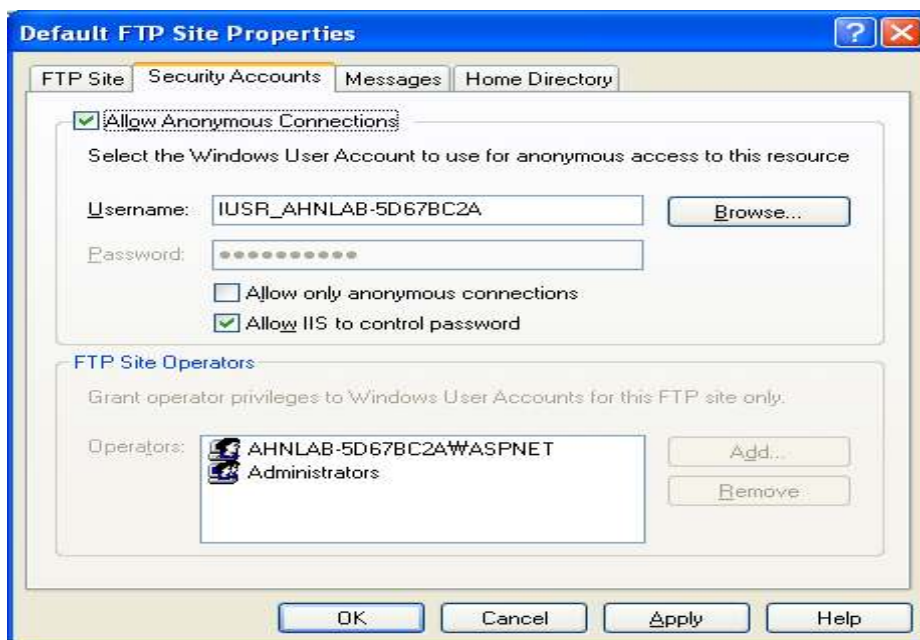 Default FTP Site Properties
FTP Site
Security Accounts
Messages
Home Directory
Allow Anonymous Connections
Select the Windows User Account to use for anonymous access to this resource
Username:
IUSR_AHNLAB-5D67BC2A
Browse...
Password:
Allow only anonymous connections
Allow IIS to control password
FTP Site Operators
Grant operator privileges to Windows User Accounts for this FTP site only.
Operators:
AHNLAB-5D67BC2A₩ASPNET
Administrators
Add...
Remove
OK
Cancel
Apply
Help